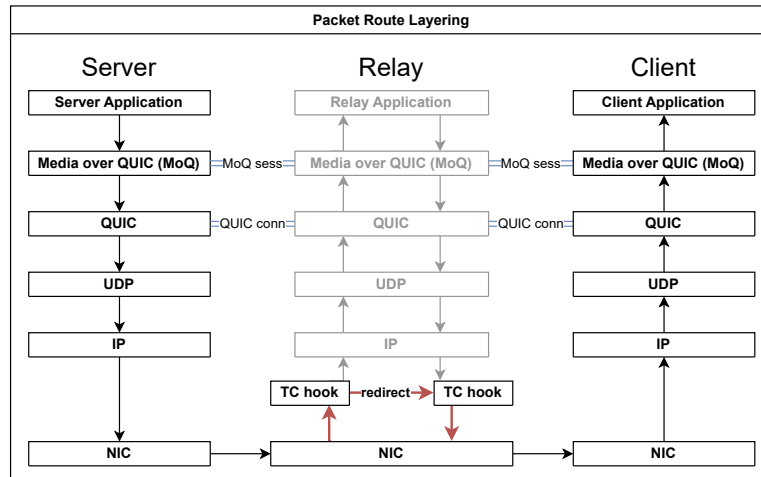 Packet Route Layering
Server Relay Client
Server Application Relay Application Client Application
Media over QUIC (MoQ) MoQ sess Media over QUIC (MoQ) MoQ sess Media over QUIC (MoQ)
QUIC QUIC conn QUIC QUIC conn QUIC
UDP UDP UDP
IP IP IP
TC hook redirect TC hook
NIC NIC NIC